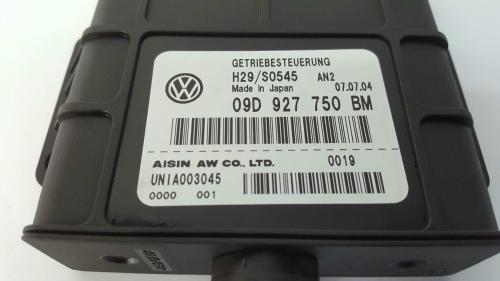 GETRIEBESTEUERUNG
H29/S0545 AN2
Made in Japan 07.07.04
09D 927 750 BM
AISIN AW CO., LTD. 0019
UNIA003045
0000 001